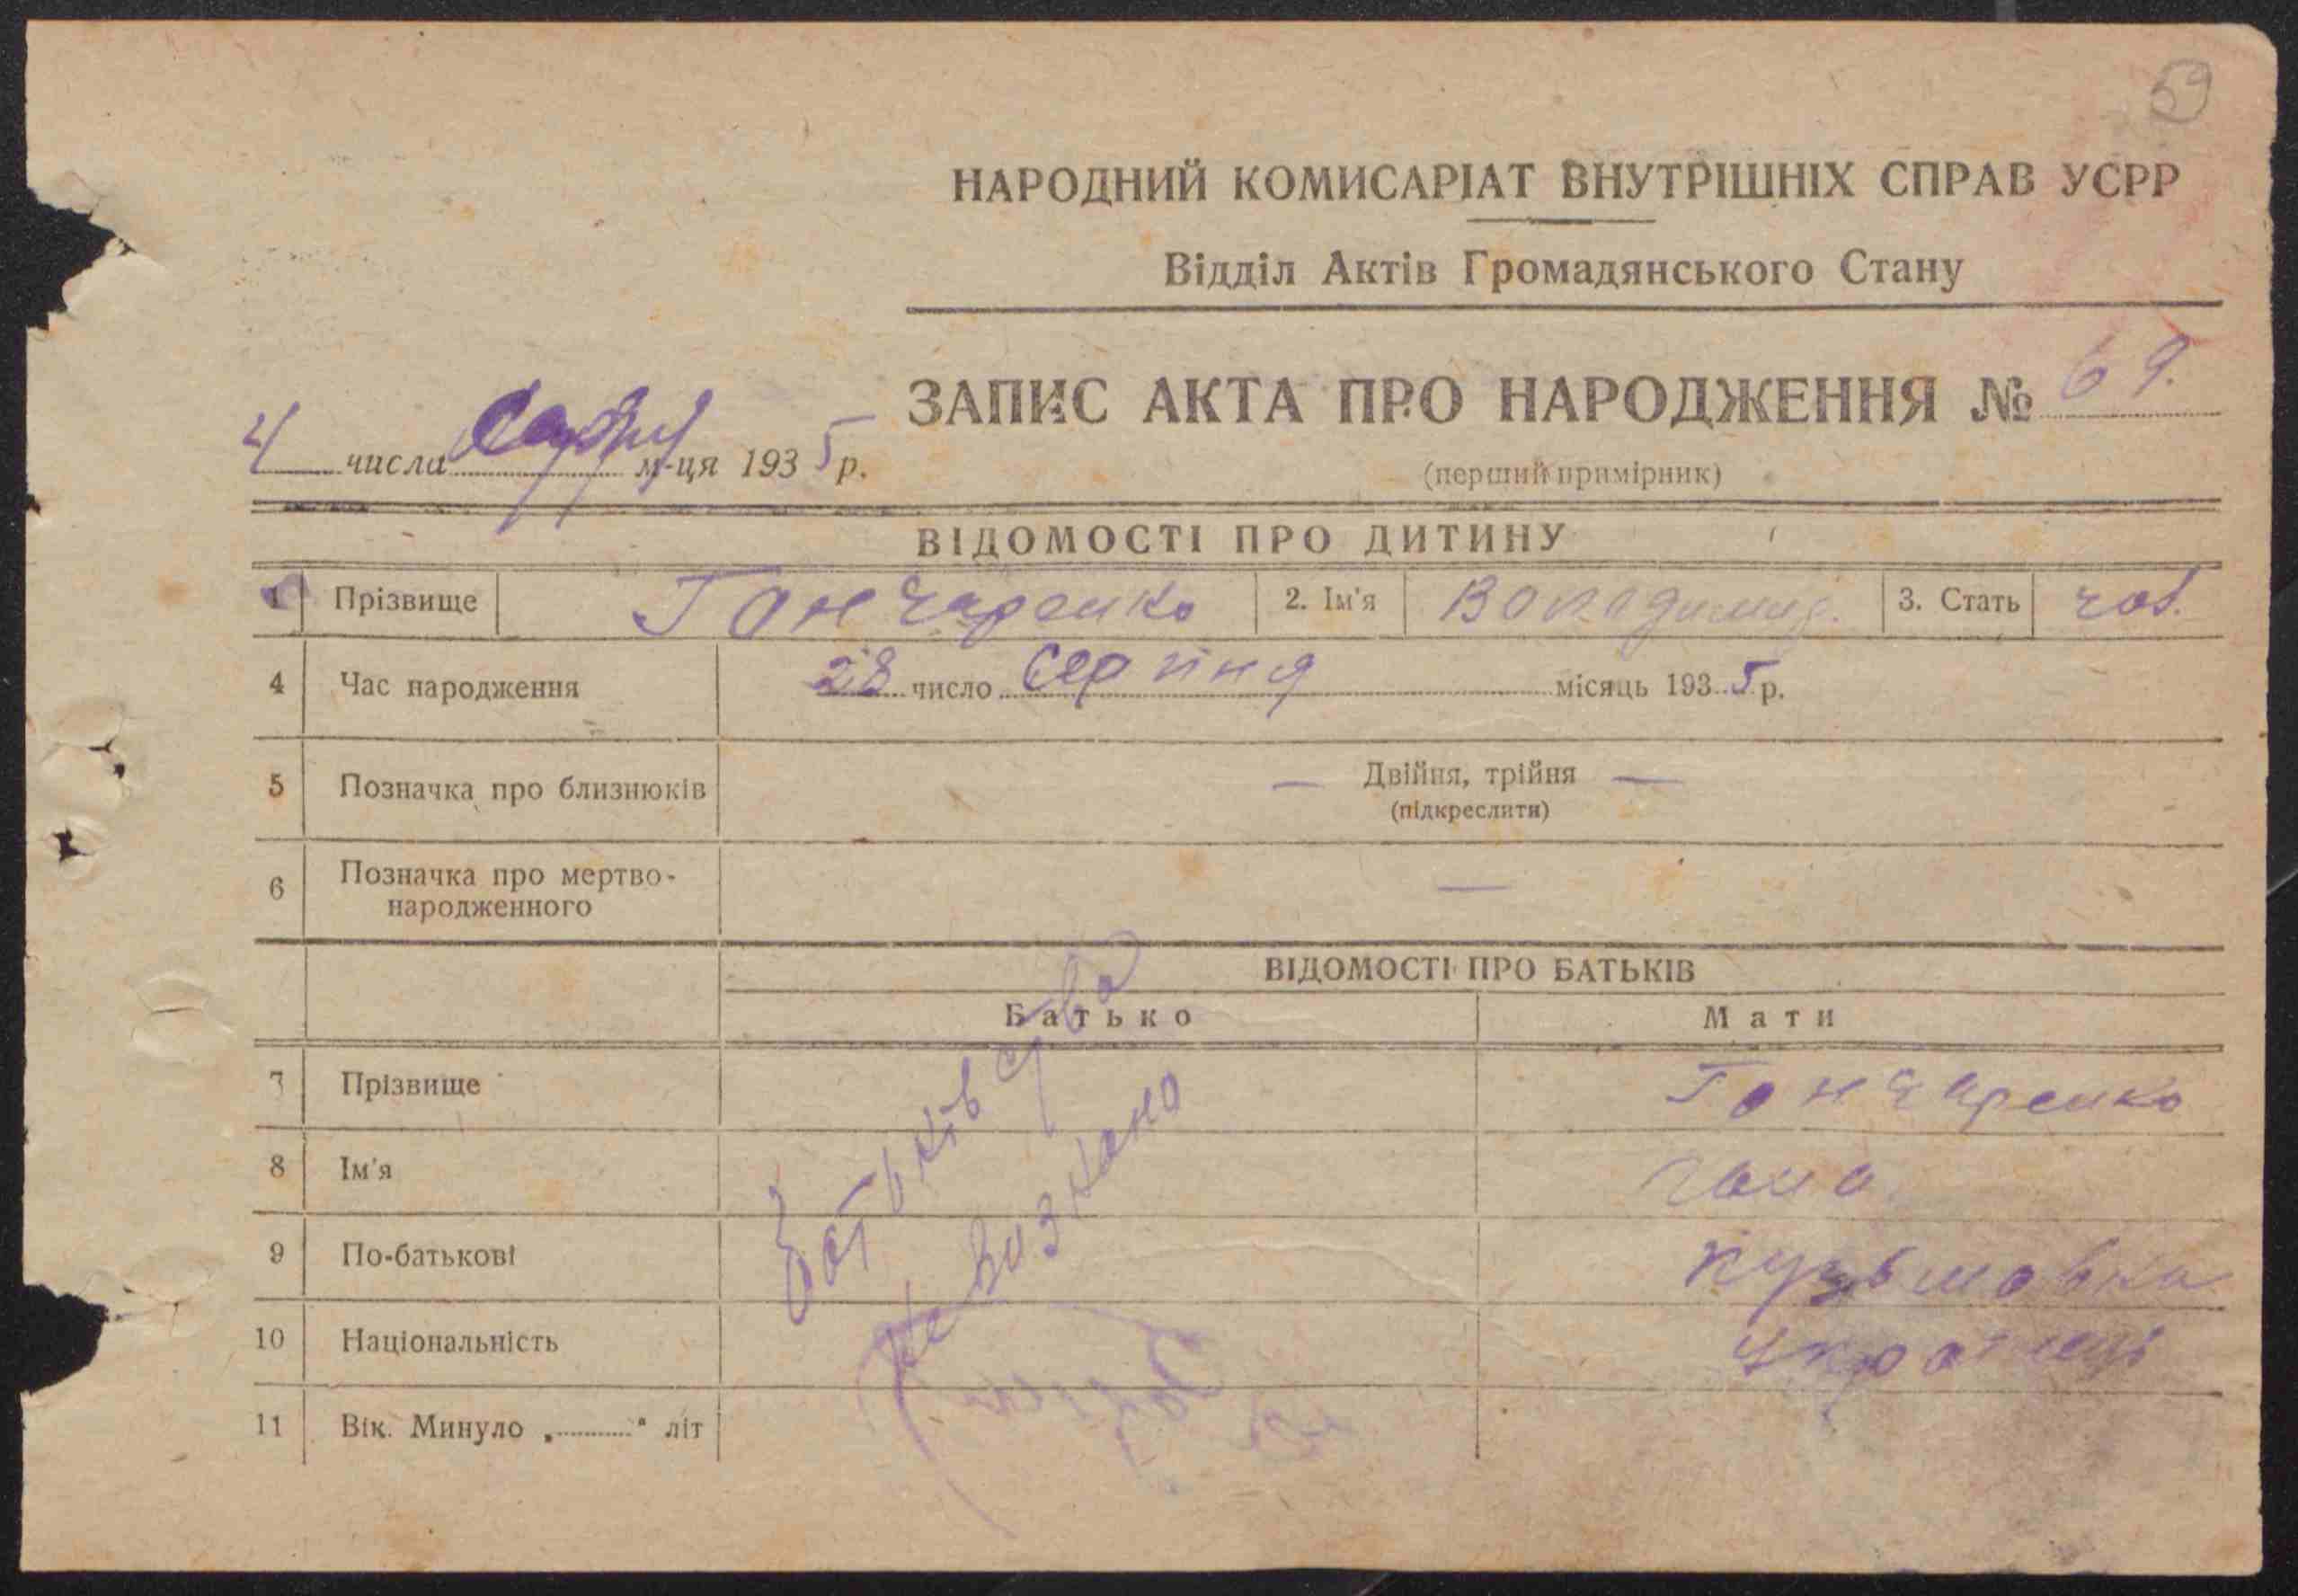 59
НАРОДНИЙ КОМИСАРІАТ ВНУТРІШНІХ СПРАВ УСРР
Відділ Актів Громадянського Стану
ЗАПИС АКТА ПРО НАРОДЖЕННЯ № 69.
4 числа м-ця 1935 р.
(перший примірник)
ВІДОМОСТІ ПРО ДИТИНУ
1 Прізвище Гончаренко 2. Ім'я Володимир. 3. Стать чол.
4 Час народження 28 число Серпня місяць 1935 р.
5 Позначка про близнюків — Двійня, трійня —
(підкреслити)
6 Позначка про мертво-
народженного —
ВІДОМОСТІ ПРО БАТЬКІВ
Батько Мати
7 Прізвище Гончаренко
8 Ім'я
9 По-батькові Кузьмовна
10 Національність
11 Вік. Минуло „ " літ
Батьківства
не визнано